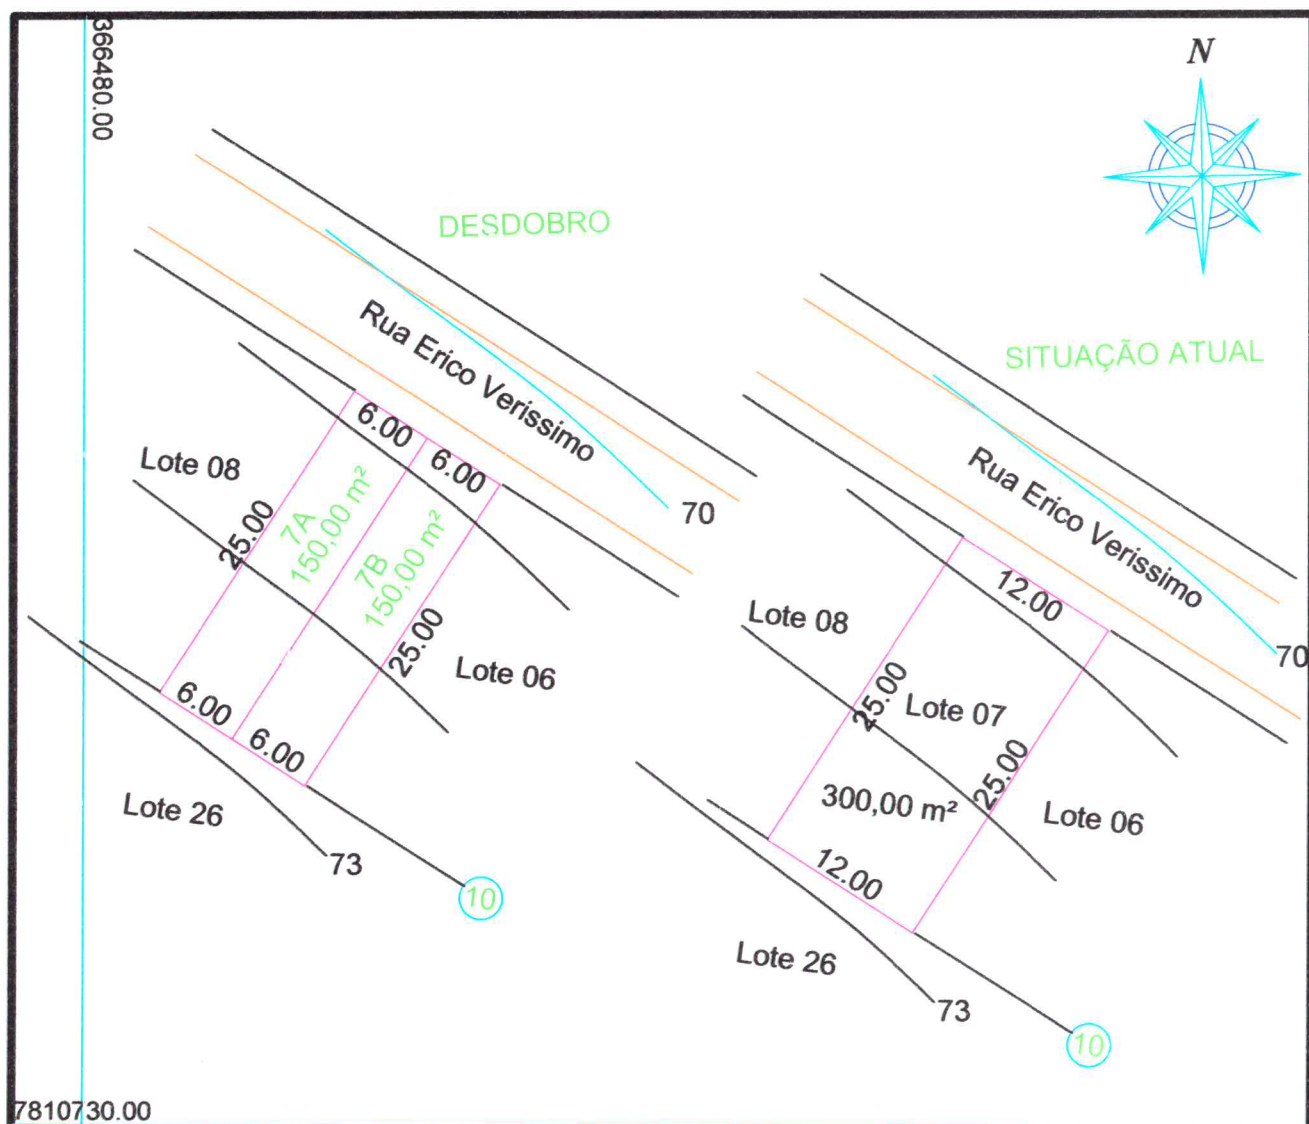 366480.00
N
DESDOBRO
Rua Erico Verissimo
6.00
6.00
Lote 08
25.00
7A
150,00 m²
7B
150,00 m²
25.00
70
Lote 06
6.00
6.00
Lote 26
73
10
SITUAÇÃO ATUAL
Rua Erico Verissimo
12.00
Lote 08
25.00
Lote 07
25.00
300,00 m²
70
Lote 06
12.00
Lote 26
73
10
7810730.00